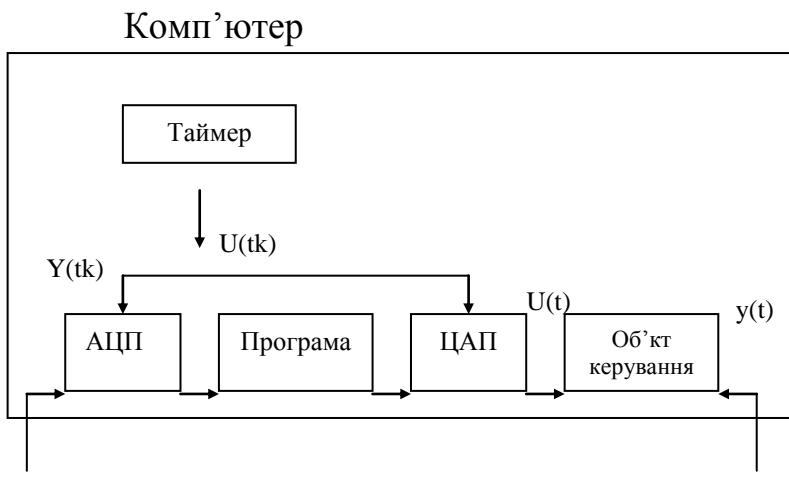 Комп’ютер
Таймер
U(tk)
Y(tk)
U(t)
y(t)
АЦП
Програма
ЦАП
Об’кт
керування